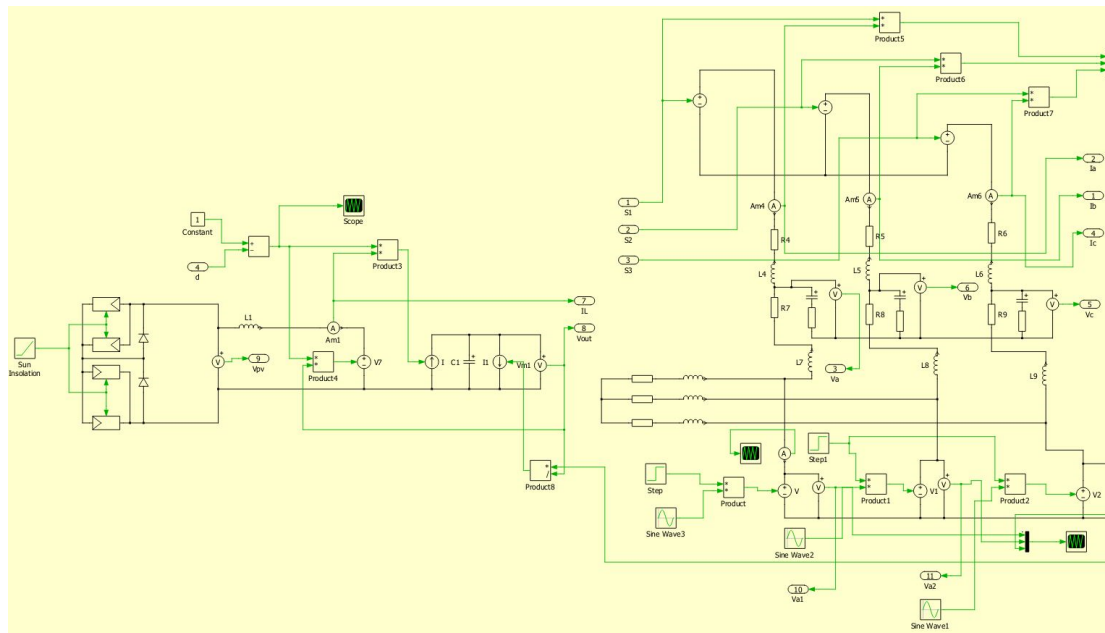 Product5
Product6
Product7
2
Ia
1
Ib
4
Ic
1
S1
2
S2
3
S3
Am4
Am5
Am6
R4
R5
R6
L4
L5
L6
R7
R8
R9
6
Vb
5
Vc
3
Va
L7
L8
L9
1
Constant
4
d
Scope
Product3
7
IL
8
Vout
Sun
Insolation
L1
A
Am1
V
9
Vpv
Product4
V7
I
C1
I1
Vm1
V
Product8
A
Step
Step1
Product
V
V
Product1
V1
V
Product2
V2
Sine Wave3
Sine Wave2
Sine Wave1
10
Va1
11
Va2